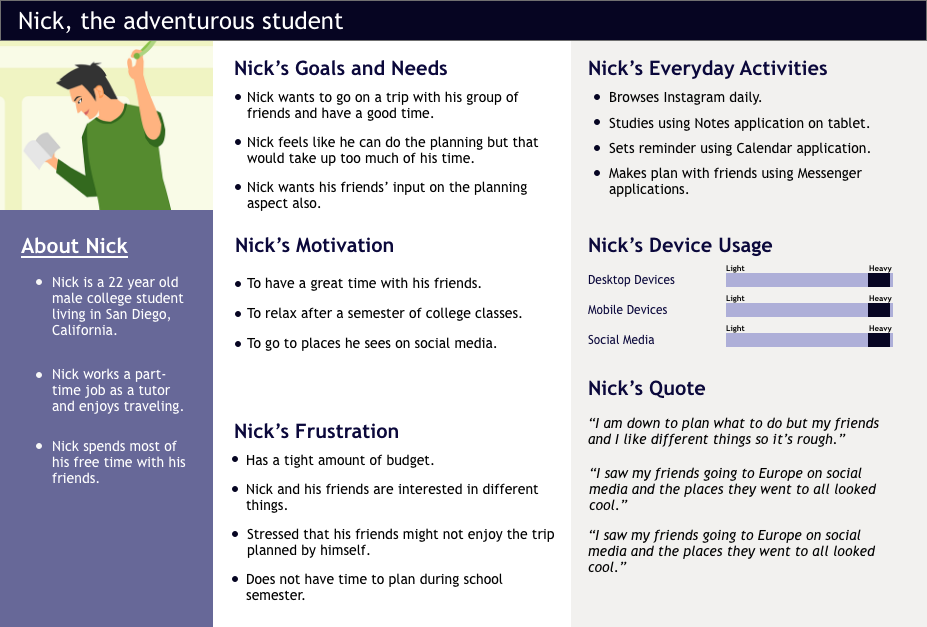 Nick, the adventurous student
About Nick
• Nick is a 22 year old
male college student
living in San Diego,
California.
• Nick works a part-
time job as a tutor
and enjoys traveling.
• Nick spends most of
his free time with his
friends.
Nick’s Goals and Needs
• Nick wants to go on a trip with his group of
friends and have a good time.
• Nick feels like he can do the planning but that
would take up too much of his time.
• Nick wants his friends’ input on the planning
aspect also.
Nick’s Motivation
• To have a great time with his friends.
• To relax after a semester of college classes.
• To go to places he sees on social media.
Nick’s Frustration
• Has a tight amount of budget.
• Nick and his friends are interested in different
things.
• Stressed that his friends might not enjoy the trip
planned by himself.
• Does not have time to plan during school
semester.
Nick’s Everyday Activities
• Browses Instagram daily.
• Studies using Notes application on tablet.
• Sets reminder using Calendar application.
• Makes plan with friends using Messenger
applications.
Nick’s Device Usage
Light Heavy
Desktop Devices
Light Heavy
Mobile Devices
Light Heavy
Social Media
Nick’s Quote
“I am down to plan what to do but my friends
and I like different things so it’s rough.”
“I saw my friends going to Europe on social
media and the places they went to all looked
cool.”
“I saw my friends going to Europe on social
media and the places they went to all looked
cool.”